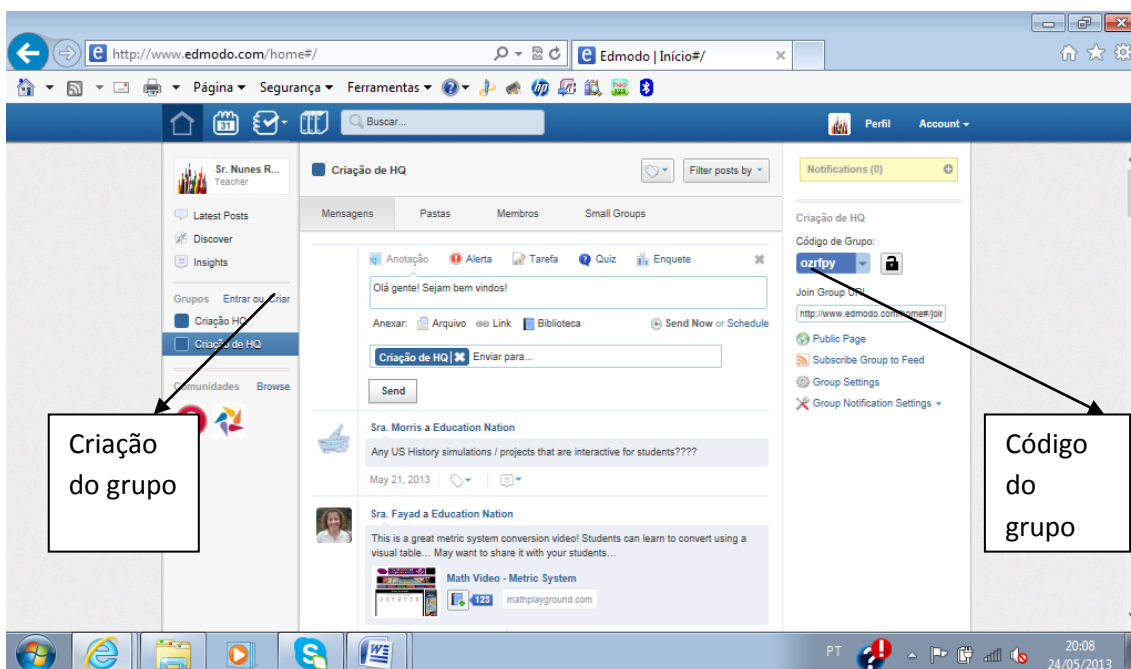 http://www.edmodo.com/home#/
Edmodo | Início#/
Página Segurança Ferramentas
31 Buscar... Perfil Account
Sr. Nunes R...
Teacher
Latest Posts
Discover
Insights
Grupos Entrar ou Criar
Criação HQ
Criação de HQ
Comunidades Browse
Criação
do grupo
Criação de HQ Filter posts by
Mensagens Pastas Membros Small Groups
Anotação Alerta Tarefa Quiz Enquete
Olá gente! Sejam bem vindos!
Anexar: Arquivo Link Biblioteca Send Now or Schedule
Criação de HQ Enviar para...
Send
Sra. Morris a Education Nation
Any US History simulations / projects that are interactive for students????
May 21, 2013
Sra. Fayad a Education Nation
This is a great metric system conversion video! Students can learn to convert using a
visual table... May want to share it with your students...
Math Video - Metric System
123 mathplayground.com
Notifications (0)
Criação de HQ
Código de Grupo:
ozrfpy
Join Group URL
http://www.edmodo.com/home#/join
Public Page
Subscribe Group to Feed
Group Settings
Group Notification Settings
Código
do
grupo
PT
20:08
24/05/2013